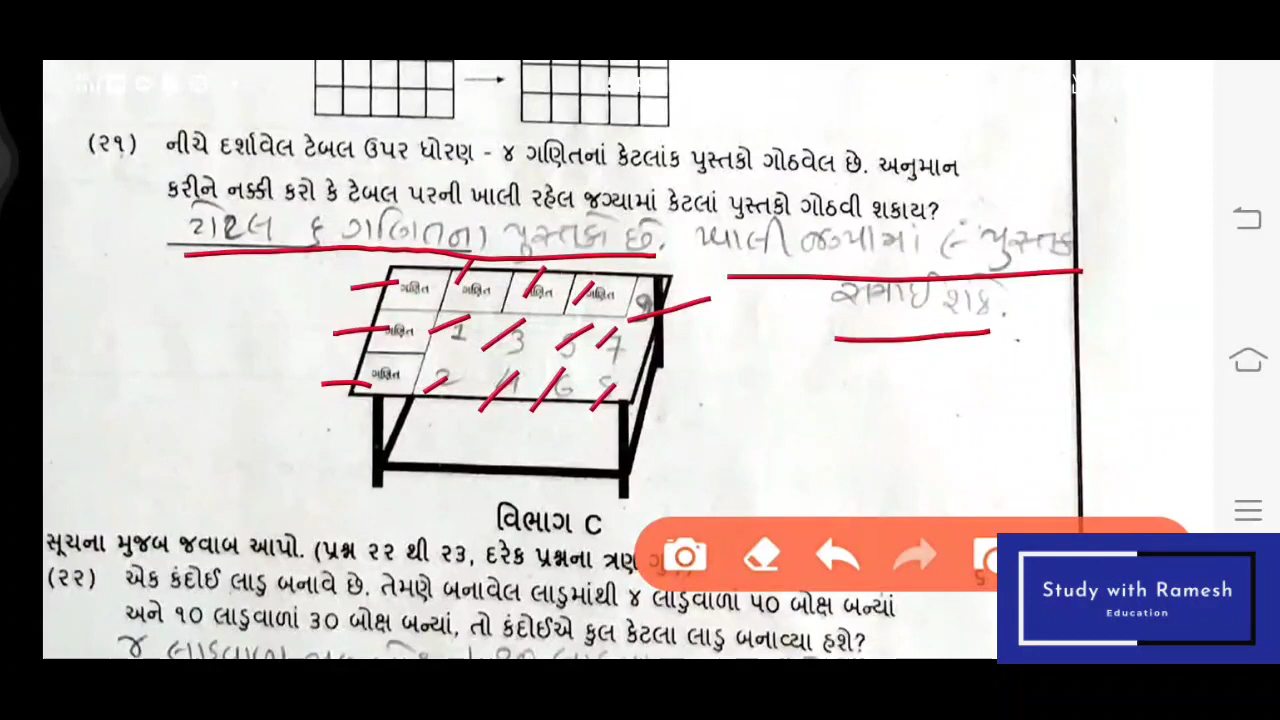 (૨૧) નીચે દર્શાવેલ ટેબલ ઉપર ધોરણ - ૪ ગણિતનાં કેટલાંક પુસ્તકો ગોઠવેલ છે. અનુમાન
કરીને નક્કી કરો કે ટેબલ પરની ખાલી રહેલ જગ્યામાં કેટલાં પુસ્તકો ગોઠવી શકાય?
ટોટલ ૬ ગણિતના પુસ્તકો છે. ખાલી જગ્યામાં ૯ પુસ્તક
સમાઈ શકે.
ગણિત ગણિત ગણિત ગણિત 9
ગણિત 1 3 5 7
ગણિત 2 4 6 8
વિભાગ C
સૂચના મુજબ જવાબ આપો. (પ્રશ્ન ૨૨ થી ૨૩, દરેક પ્રશ્નના ત્રણ
(૨૨) એક કંદોઈ લાડુ બનાવે છે. તેમણે બનાવેલ લાડુમાંથી ૪ લાડુવાળાં ૫૦ બોક્ષ બન્યાં
અને ૧૦ લાડુવાળાં ૩૦ બોક્ષ બન્યાં, તો કંદોઈએ કુલ કેટલા લાડુ બનાવ્યા હશે?
Study with Ramesh
Education